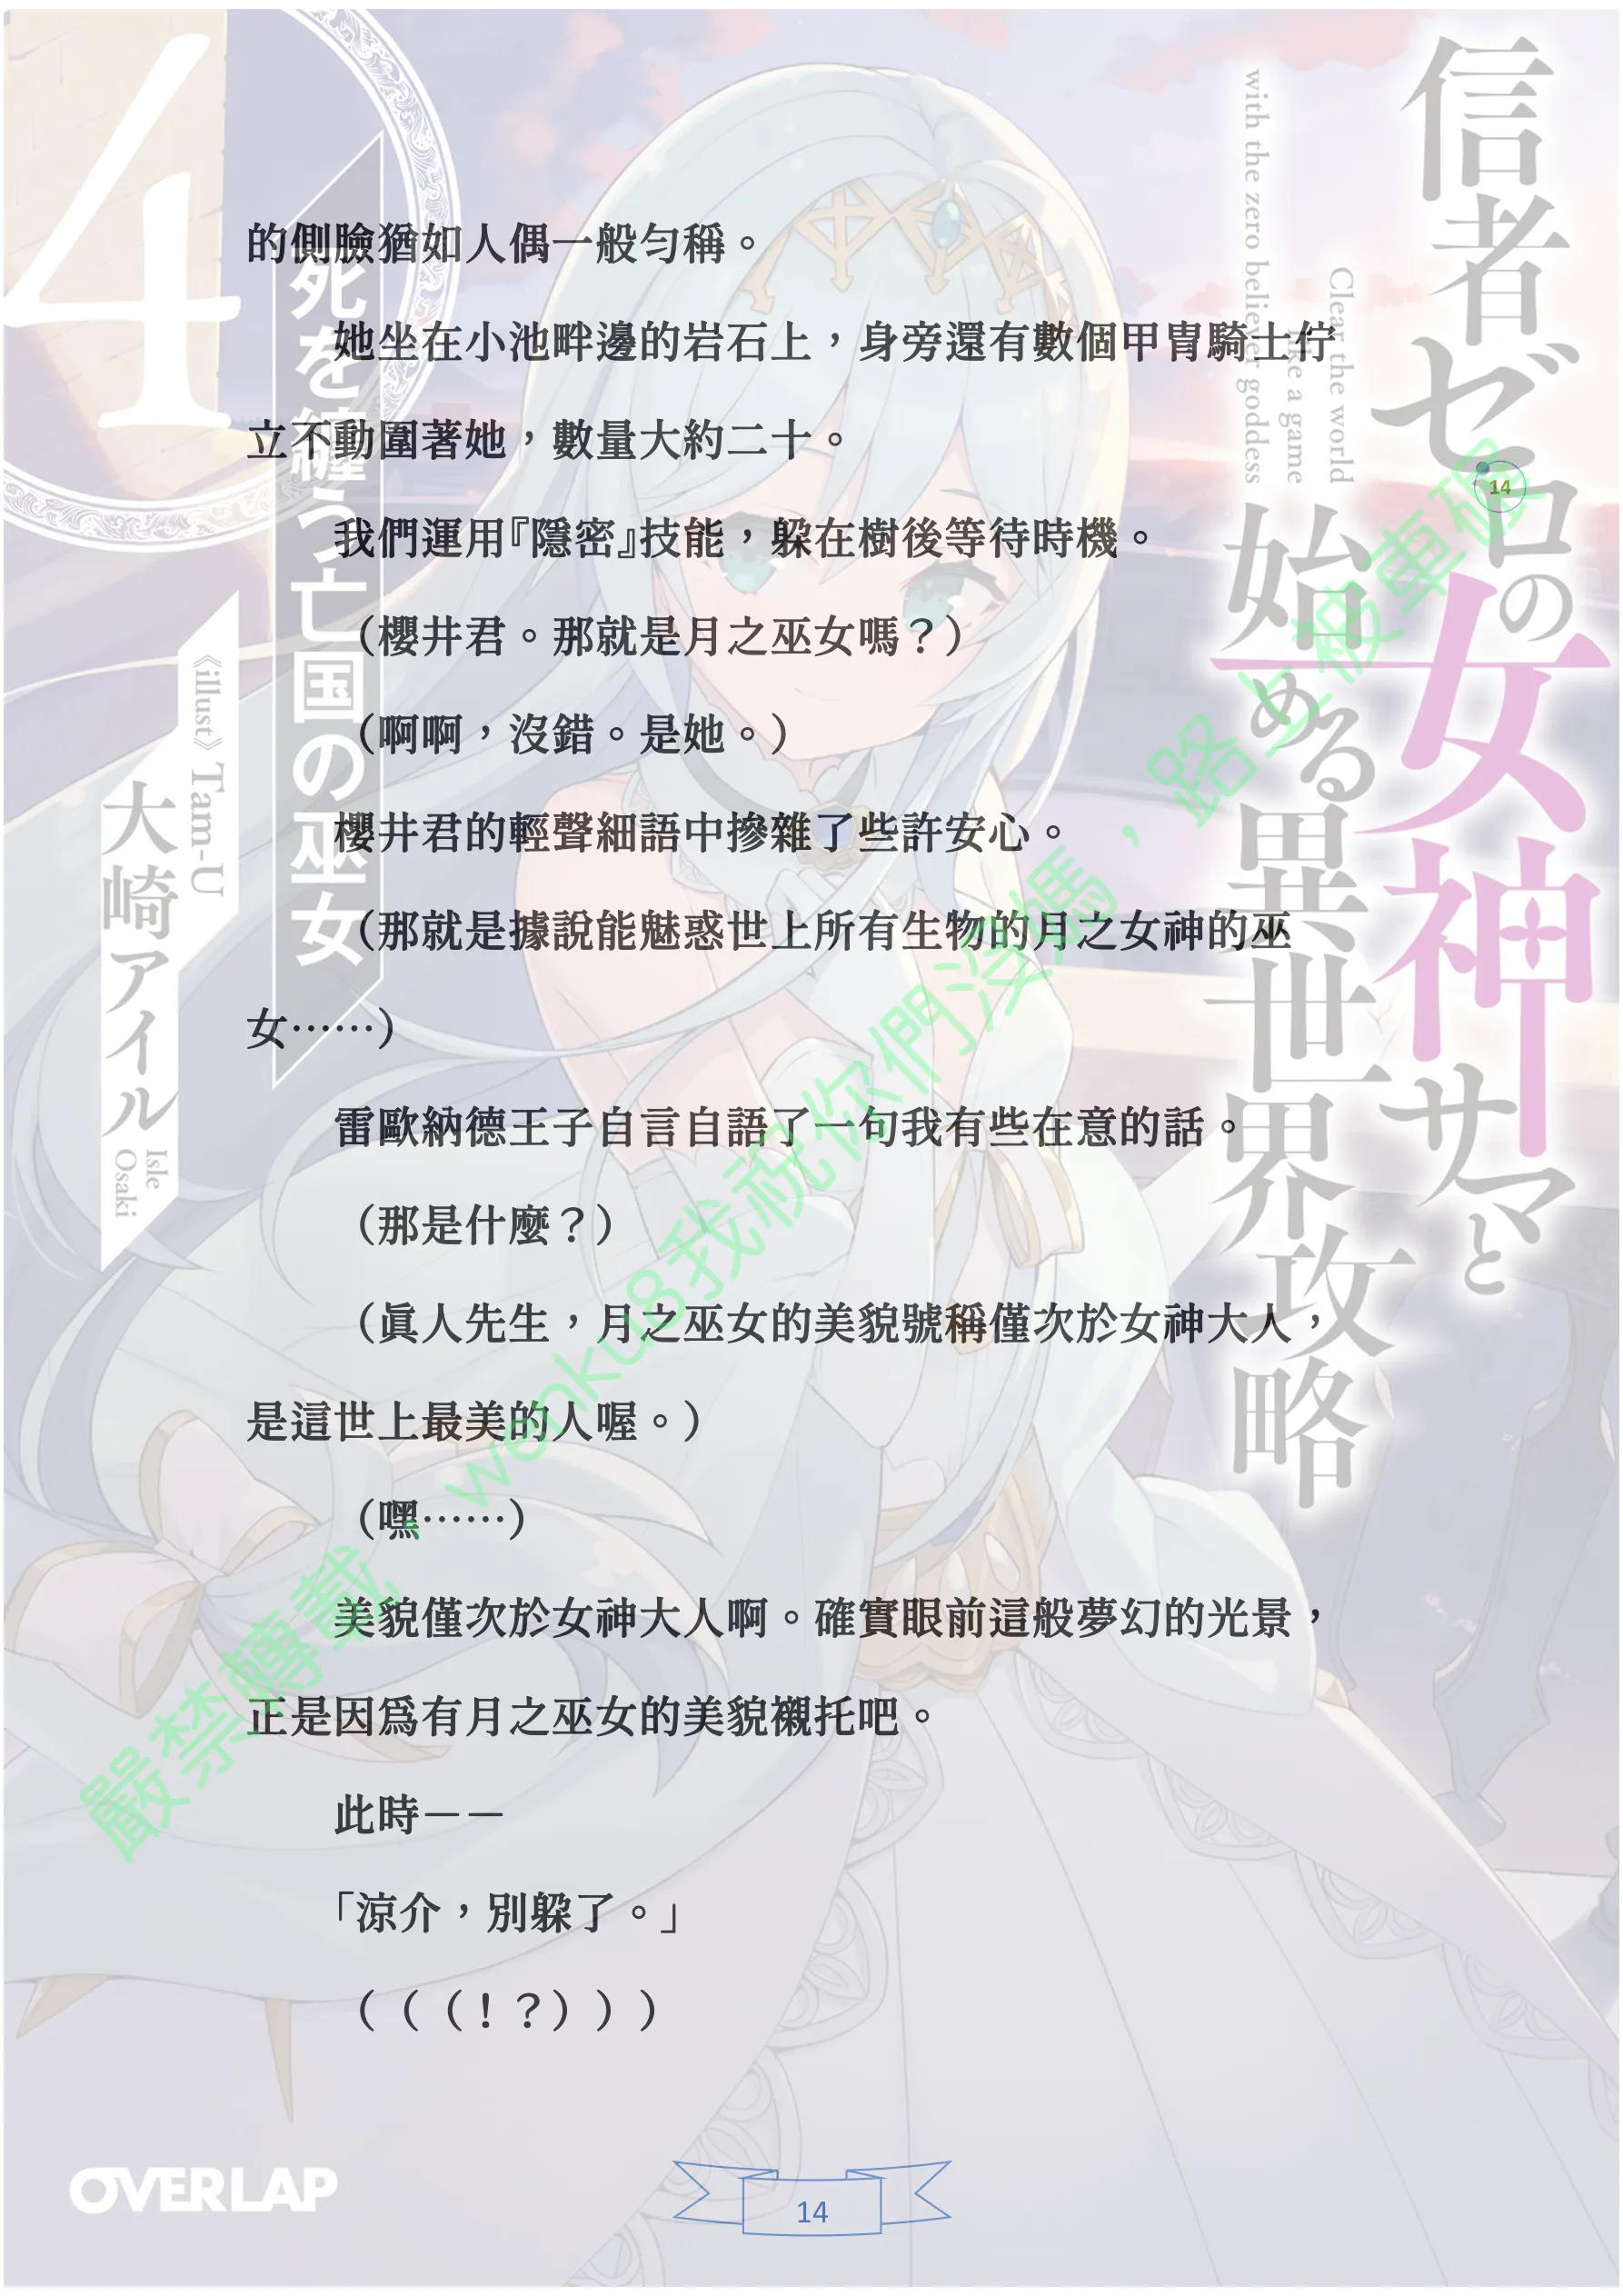 的側臉猶如人偶一般勻稱。
她坐在小池畔邊的岩石上，身旁還有數個甲冑騎士佇
立不動圍著她，數量大約二十。
我們運用『隱密』技能，躲在樹後等待時機。
（櫻井君。那就是月之巫女嗎？）
（啊啊，沒錯。是她。）
櫻井君的輕聲細語中摻雜了些許安心。
（那就是據說能魅惑世上所有生物的月之女神的巫
女⋯⋯）
雷歐納德王子自言自語了一句我有些在意的話。
（那是什麼？）
（眞人先生，月之巫女的美貌號稱僅次於女神大人，
是這世上最美的人喔。）
（嘿⋯⋯）
美貌僅次於女神大人啊。確實眼前這般夢幻的光景，
正是因爲有月之巫女的美貌襯托吧。
此時——
「涼介，別躲了。」
（（（！？）））
14
14
信者ゼロの女神サマと
始める異世界攻略
Clear the world
like a game
with the zero believer goddess
4
死を纏う亡国の巫女
《illust》Tam-U
大崎アイル
Isle
Osaki
OVERLAP
嚴禁轉載，wenku8我祝你們沒媽，路上被車碾